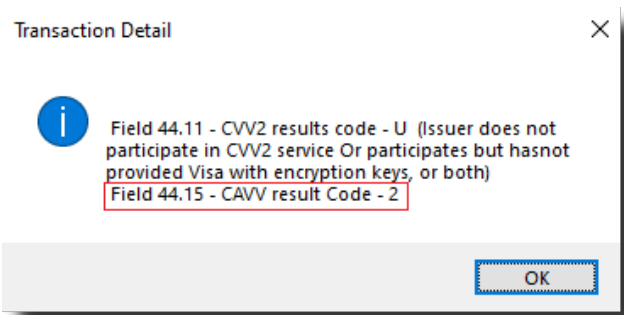 Transaction Detail
Field 44.11 - CVV2 results code - U  (Issuer does not
participate in CVV2 service Or participates but hasnot
provided Visa with encryption keys, or both)
Field 44.15 - CAVV result Code - 2
OK